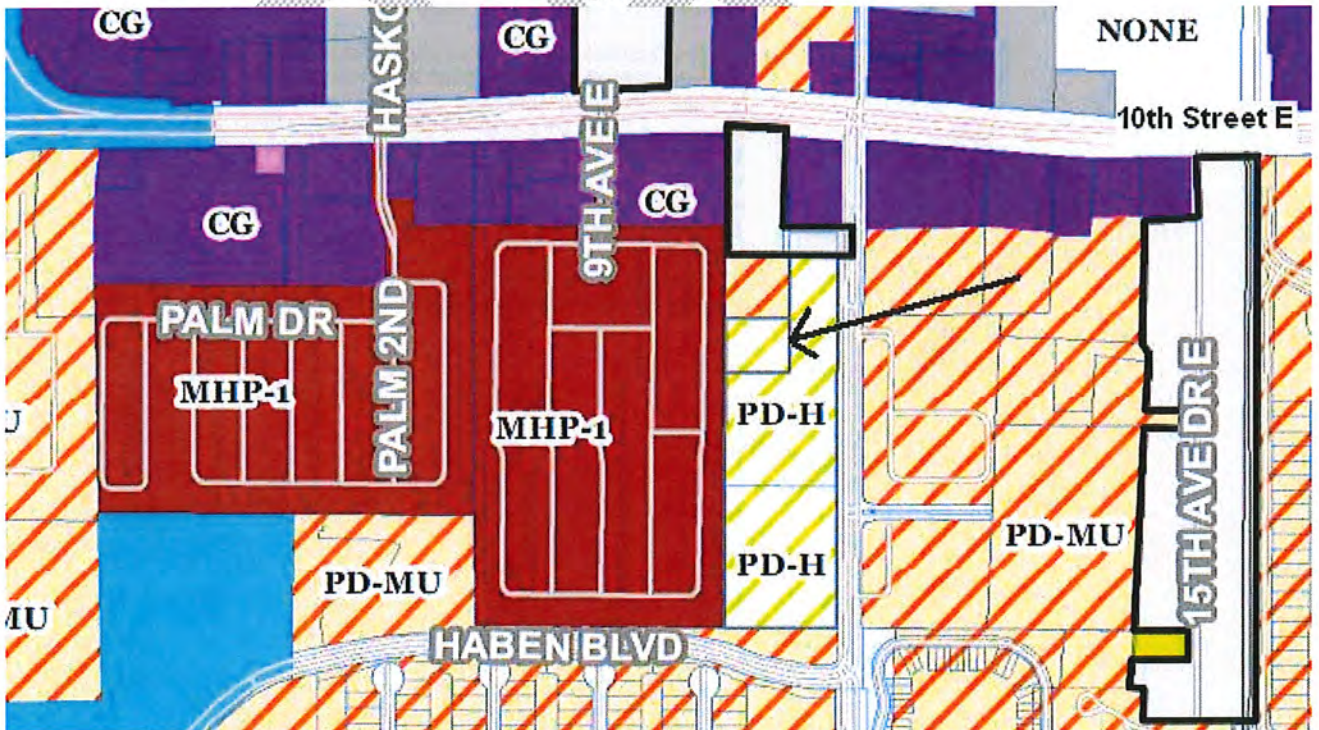 CG
HASKO
CG
NONE
10th Street E
9TH AVE E
CG
CG
PALM DR
PALM 2ND
MHP-1
MHP-1
PD-H
U
PD-H
PD-MU
PD-MU
15TH AVE DR E
MU
HABEN BLVD